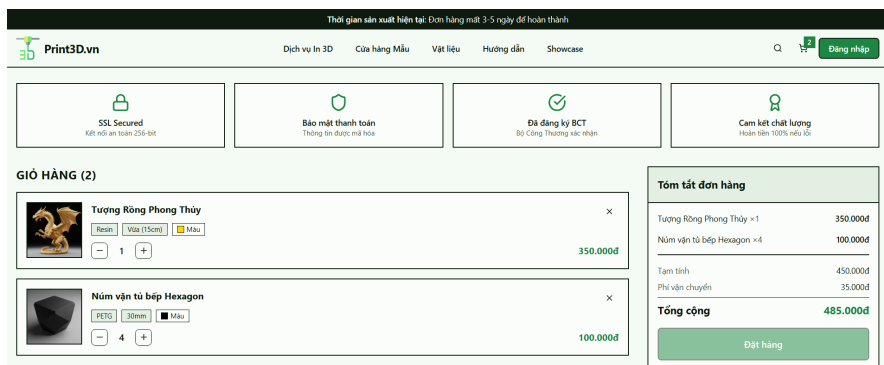 Thời gian sản xuất hiện tại: Đơn hàng mất 3-5 ngày để hoàn thành
3D Print3D.vn
Dịch vụ In 3D Cửa hàng Mẫu Vật liệu Hướng dẫn Showcase
2
Đăng nhập
SSL Secured
Kết nối an toàn 256-bit
Bảo mật thanh toán
Thông tin được mã hóa
Đã đăng ký BCT
Bộ Công Thương xác nhận
Cam kết chất lượng
Hoàn tiền 100% nếu lỗi
GIỎ HÀNG (2)
Tượng Rồng Phong Thủy ×
Resin Vừa (15cm) Màu
− 1 + 350.000đ
Núm vặn tủ bếp Hexagon ×
PETG 30mm Màu
− 4 + 100.000đ
Tóm tắt đơn hàng
Tượng Rồng Phong Thủy ×1 350.000đ
Núm vặn tủ bếp Hexagon ×4 100.000đ
Tạm tính 450.000đ
Phí vận chuyển 35.000đ
Tổng cộng 485.000đ
Đặt hàng